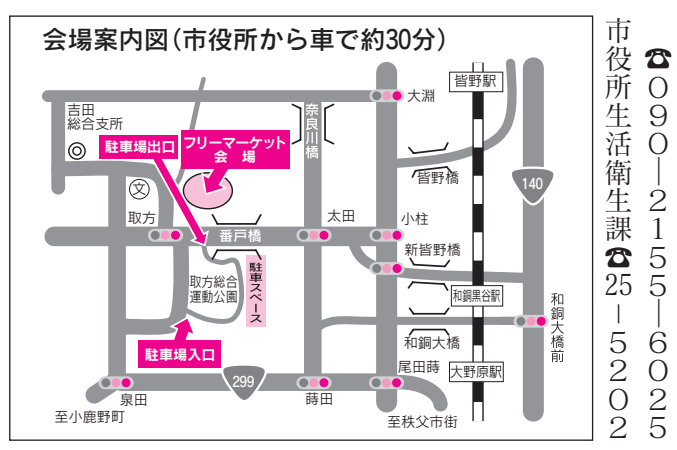 ☎090―2155―6025
市役所生活衛生課☎25－5202
会場案内図（市役所から車で約30分）
皆野駅
大淵
吉田
総合支所
奈良川橋
駐車場出口
フリーマーケット
会場
皆野橋
文
140
取方
太田
小柱
番戸橋
新皆野橋
取方総合
運動公園
駐車スペース
和銅黒谷駅
和銅大橋前
和銅大橋
駐車場入口
尾田蒔
大野原駅
299
泉田
蒔田
至小鹿野町
至秩父市街